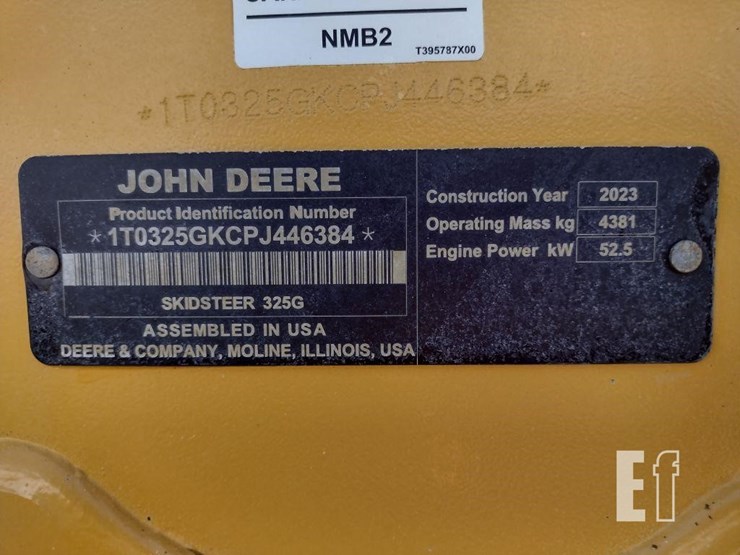 NMB2
T395787X00
*1T0325GKCPJ446384*
JOHN DEERE
Product Identification Number
*1T0325GKCPJ446384*
SKIDSTEER 325G
ASSEMBLED IN USA
DEERE & COMPANY, MOLINE, ILLINOIS, USA
Construction Year 2023
Operating Mass kg 4381
Engine Power kW 52.5
Ef